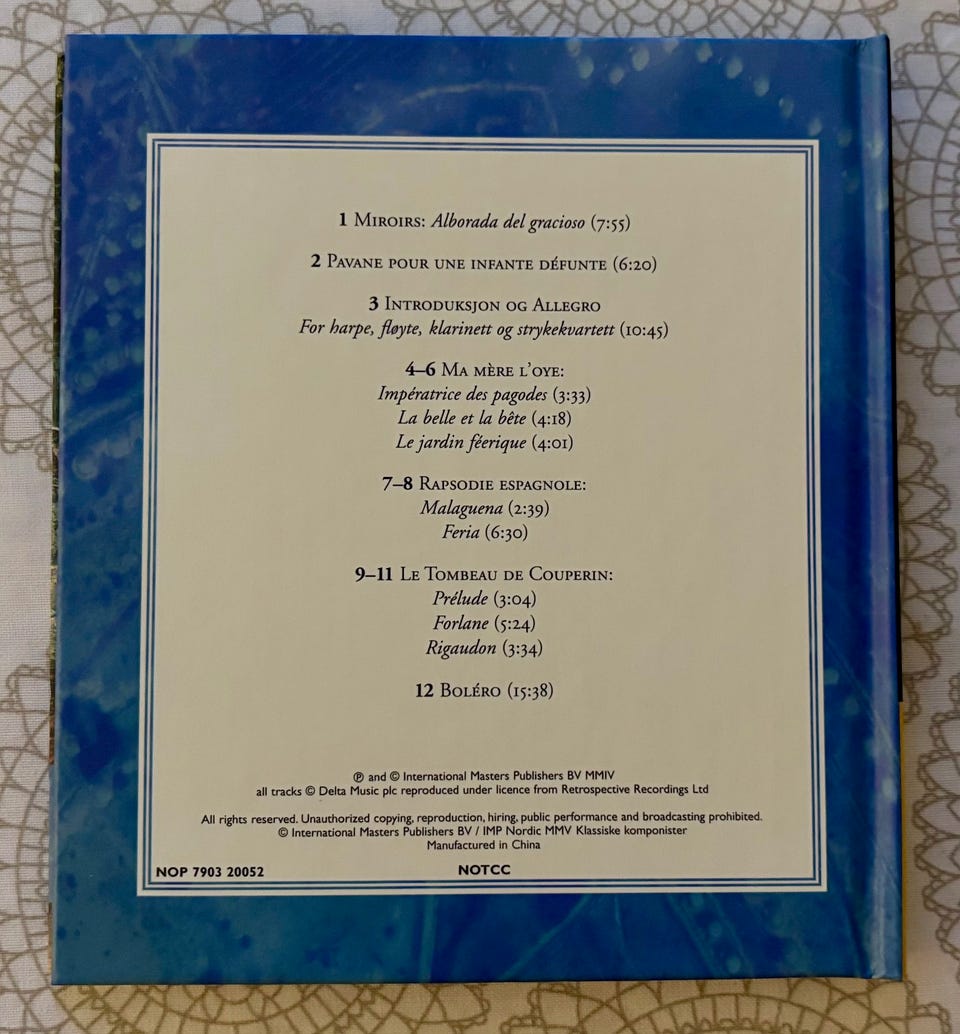 1 Miroirs: Alborada del gracioso (7:55)
2 Pavane pour une infante défunte (6:20)
3 Introduksjon og Allegro
For harpe, fløyte, klarinett og strykekvartett (10:45)
4–6 Ma mère l'oye:
Impératrice des pagodes (3:33)
La belle et la bête (4:18)
Le jardin féerique (4:01)
7–8 Rapsodie espagnole:
Malaguena (2:39)
Feria (6:30)
9–11 Le Tombeau de Couperin:
Prélude (3:04)
Forlane (5:24)
Rigaudon (3:34)
12 Boléro (15:38)
℗ and © International Masters Publishers BV MMIV
all tracks © Delta Music plc reproduced under licence from Retrospective Recordings Ltd
All rights reserved. Unauthorized copying, reproduction, hiring, public performance and broadcasting prohibited.
© International Masters Publishers BV / IMP Nordic MMV Klassiske komponister
Manufactured in China
NOP 7903 20052 NOTCC